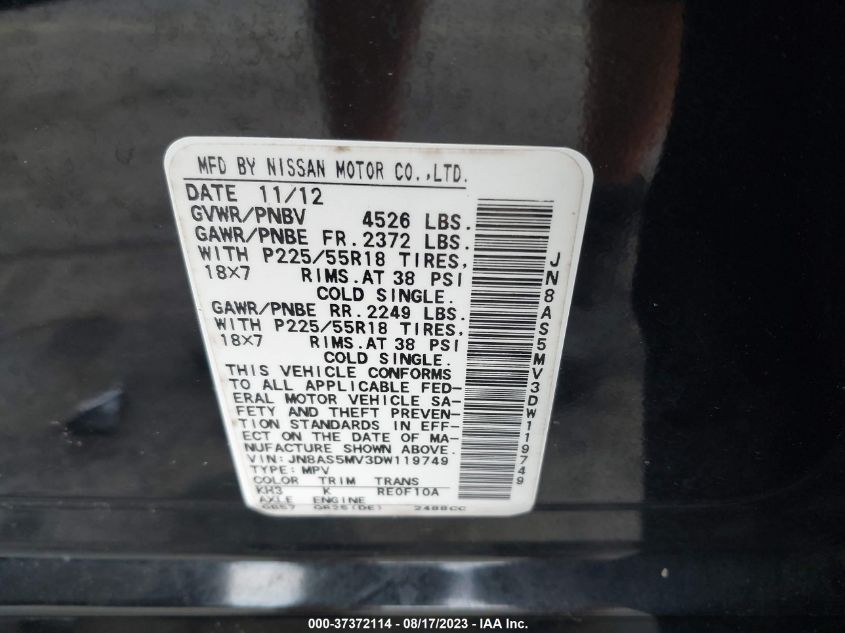 MFD BY NISSAN MOTOR CO.,LTD.
DATE 11/12
GVWR/PNBV 4526 LBS.
GAWR/PNBE FR.2372 LBS.
WITH P225/55R18 TIRES,
18X7 RIMS.AT 38 PSI
COLD SINGLE.
GAWR/PNBE RR.2249 LBS.
WITH P225/55R18 TIRES,
18X7 RIMS.AT 38 PSI
COLD SINGLE.
THIS VEHICLE CONFORMS
TO ALL APPLICABLE FED-
ERAL MOTOR VEHICLE SA-
FETY AND THEFT PREVEN-
TION STANDARDS IN EFF-
ECT ON THE DATE OF MA-
NUFACTURE SHOWN ABOVE.
VIN: JN8AS5MV3DW119749
TYPE: MPV
COLOR TRIM TRANS
KH3 K RE0F10A
AXLE ENGINE
GB57 QR25(DE) 2488CC
JN8AS5MV3DW119749
000-37372114 - 08/17/2023 - IAA Inc.